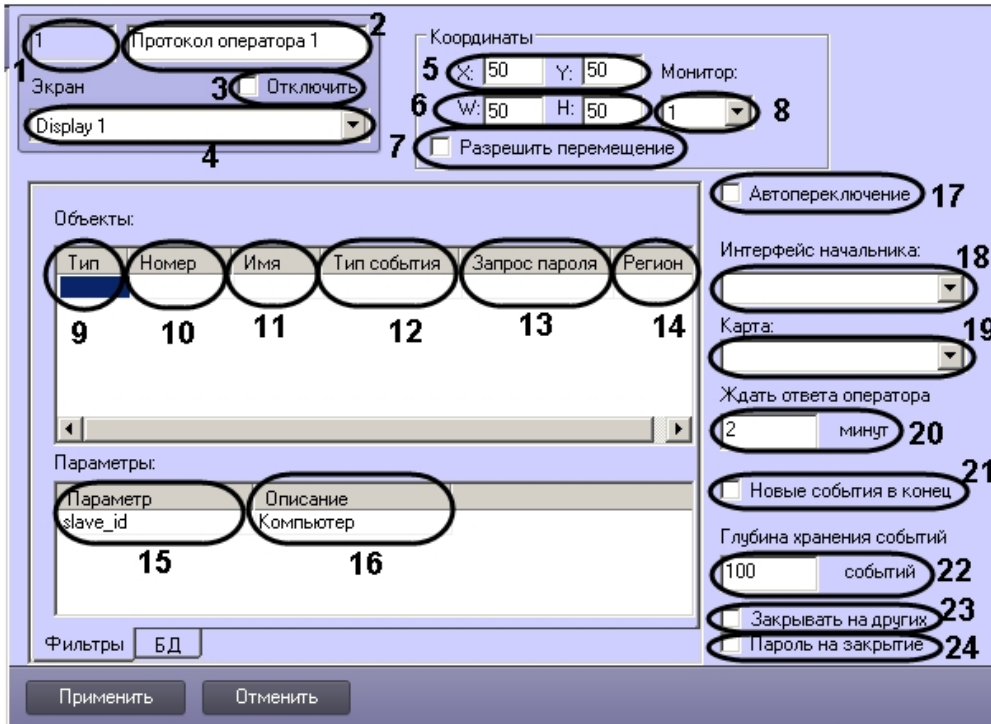 1 Протокол оператора 1 2
1
Экран 3 Отключить
Display 1
4
Координаты
5 X: 50 Y: 50 Монитор:
6 W: 50 H: 50 1 8
7 Разрешить перемещение
Объекты:
Тип Номер Имя Тип события Запрос пароля Регион
9 10 11 12 13 14
Параметры:
Параметр Описание
slave_id Компьютер
15 16
Фильтры БД
Автопереключение 17
Интерфейс начальника: 18
Карта: 19
Ждать ответа оператора
2 минут 20
21
Новые события в конец
Глубина хранения событий
100 событий 22
Закрывать на других 23
Пароль на закрытие 24
Применить Отменить